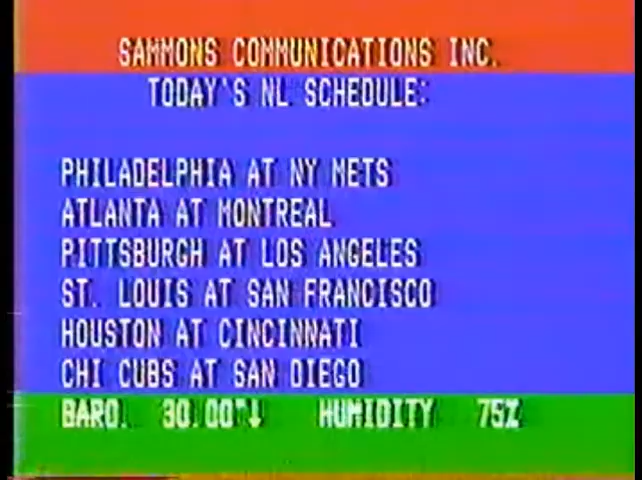 SAMMONS COMMUNICATIONS INC.
TODAY'S NL SCHEDULE:
PHILADELPHIA AT NY METS
ATLANTA AT MONTREAL
PITTSBURGH AT LOS ANGELES
ST. LOUIS AT SAN FRANCISCO
HOUSTON AT CINCINNATI
CHI CUBS AT SAN DIEGO
BARO. 30.00"↓ HUMIDITY 75%